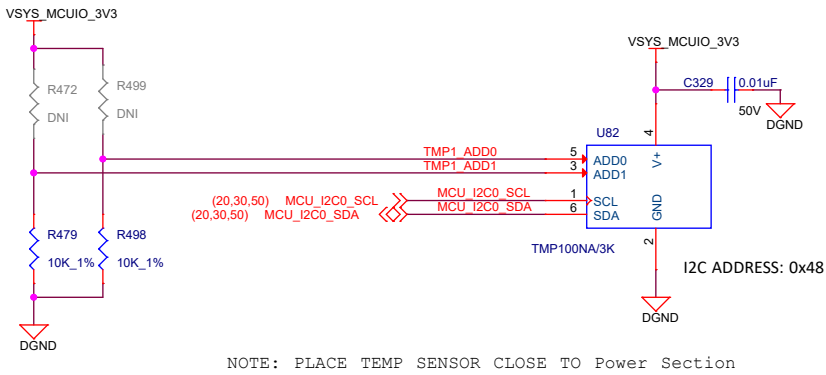 VSYS_MCUIO_3V3
R472
DNI
R499
DNI
VSYS_MCUIO_3V3
C329
0.01uF
50V
DGND
U82
TMP1_ADD0
5
ADD0
TMP1_ADD1
3
ADD1
4
V+
(20,30,50) MCU_I2C0_SCL
MCU_I2C0_SCL
1
SCL
(20,30,50) MCU_I2C0_SDA
MCU_I2C0_SDA
6
SDA
GND
2
R479
10K_1%
R498
10K_1%
TMP100NA/3K
I2C ADDRESS: 0x48
DGND
DGND
NOTE: PLACE TEMP SENSOR CLOSE TO Power Section